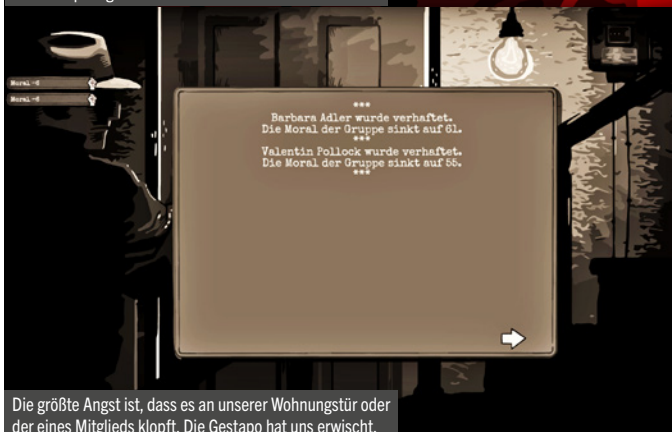 Moral -6
Moral -6
***
Barbara Adler wurde verhaftet.
Die Moral der Gruppe sinkt auf 61.
***
Valentin Pollock wurde verhaftet.
Die Moral der Gruppe sinkt auf 55.
***
Die größte Angst ist, dass es an unserer Wohnungstür oder
der eines Mitglieds klopft. Die Gestapo hat uns erwischt.